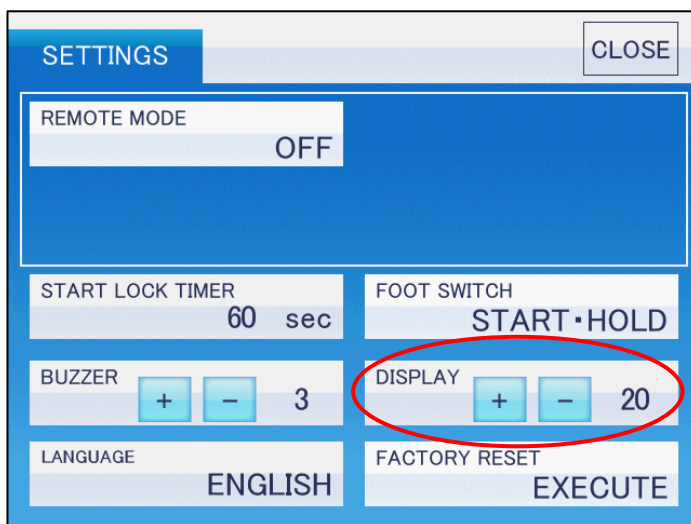 SETTINGS
CLOSE
REMOTE MODE
OFF
START LOCK TIMER
60 sec
FOOT SWITCH
START・HOLD
BUZZER
+ − 3
DISPLAY
+ − 20
LANGUAGE
ENGLISH
FACTORY RESET
EXECUTE